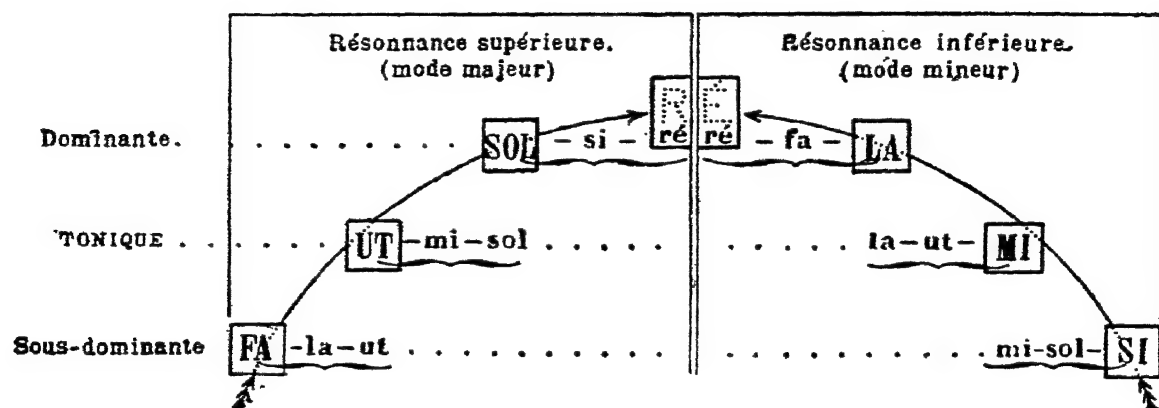 Résonnance supérieure. Résonnance inférieure.
(mode majeur) (mode mineur)
RÉ
Dominante. SOL - si - ré ré - fa - LA
TONIQUE UT -mi-sol la-ut- MI
Sous-dominante FA -la-ut mi-sol- SI